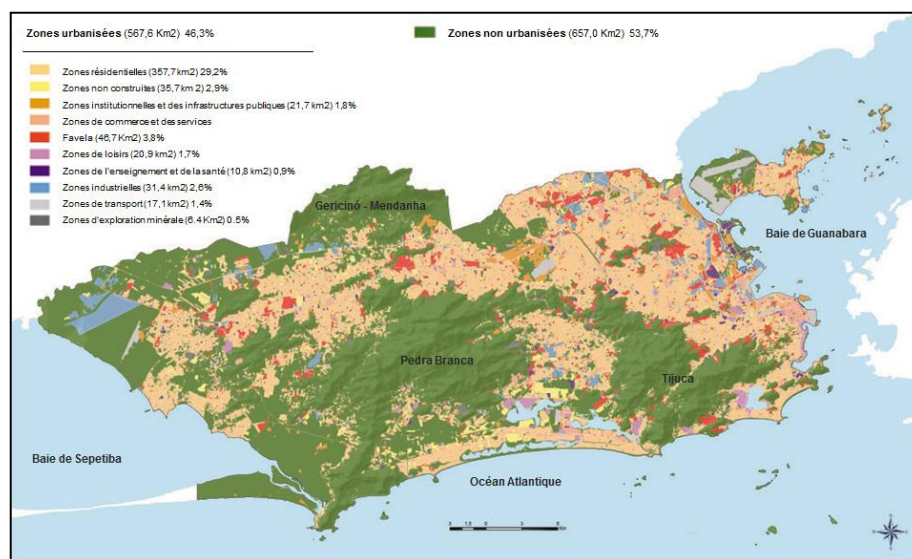 Zones urbanisées (567,6 Km2) 46,3%
Zones non urbanisées (657,0 Km2) 53,7%
Zones résidentielles (357,7 km2) 29,2%
Zones non construites (35,7 km 2) 2,9%
Zones institutionnelles et des infrastructures publiques (21,7 km2) 1,8%
Zones de commerce et des services
Favela (46,7 Km2) 3,8%
Zones de loisirs (20,9 km2) 1,7%
Zones de l'enseignement et de la santé (10,8 km2) 0,9%
Zones industrielles (31,4 km2) 2,6%
Zones de transport (17,1 km2) 1,4%
Zones d'exploration minérale (6.4 Km2) 0.5%
Gericinó - Mendanha
Baie de Guanabara
Pedra Branca
Tijuca
Baie de Sepetiba
Océan Atlantique